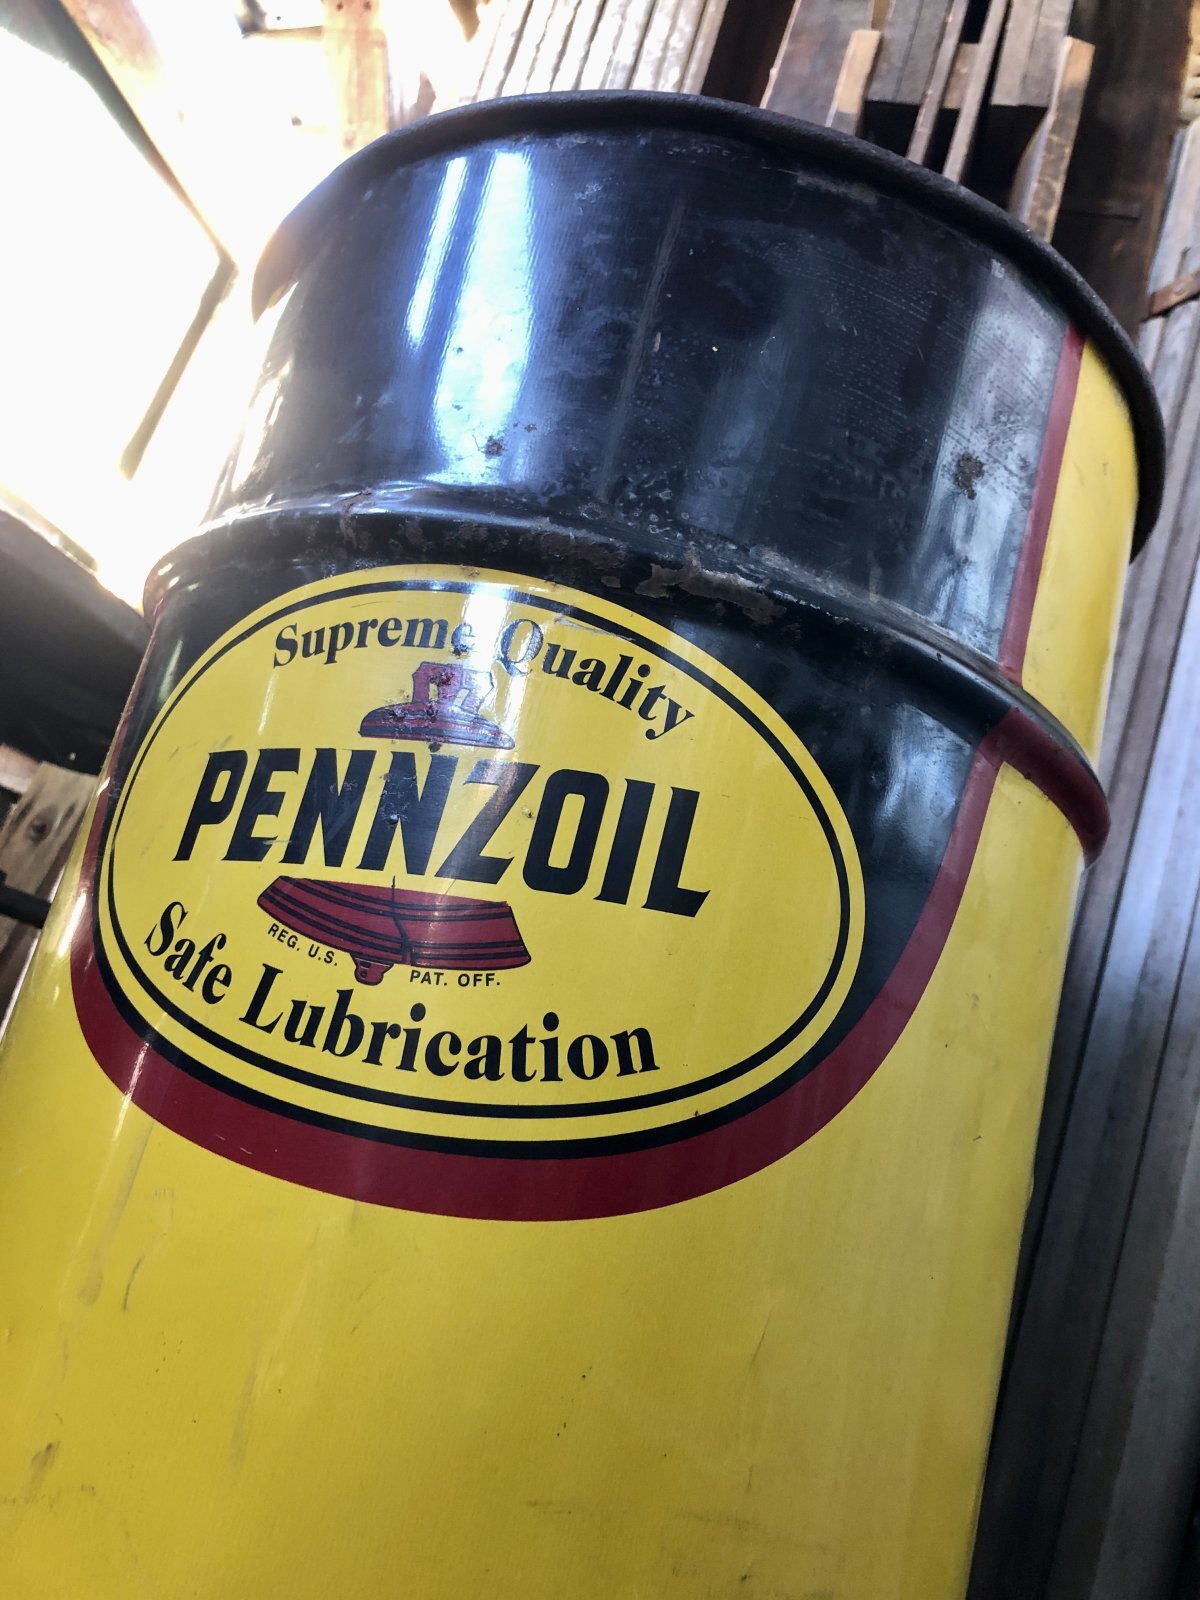 Supreme Quality
PENNZOIL
REG. U.S. PAT. OFF.
Safe Lubrication